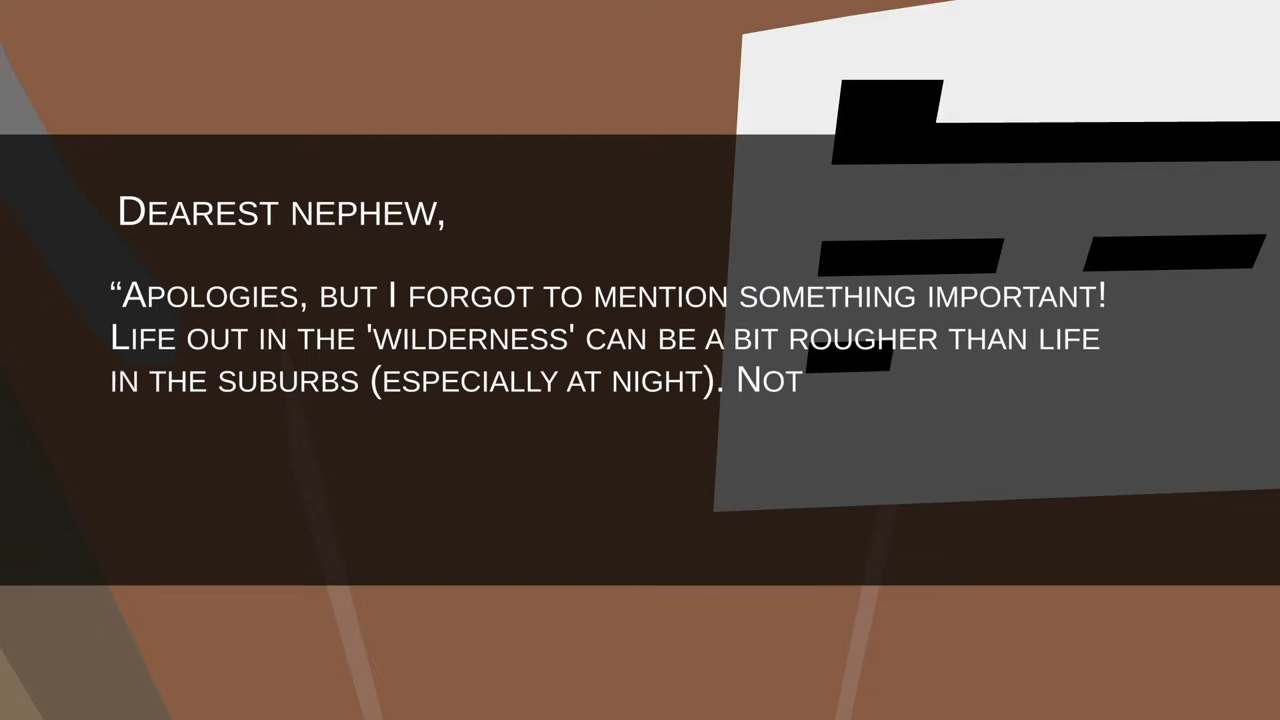 Dearest nephew,
“Apologies, but I forgot to mention something important!
Life out in the 'wilderness' can be a bit rougher than life
in the suburbs (especially at night). Not